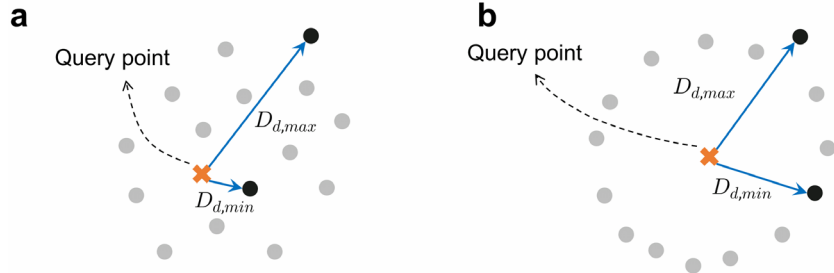 a
Query point
D_{d,max}
D_{d,min}
b
Query point
D_{d,max}
D_{d,min}